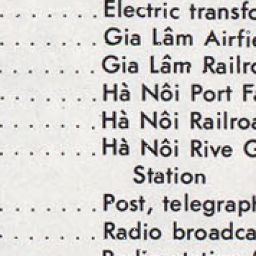 . . . . . . . Electric transfo
. . . . . . . Gia Lâm Airfie
. . . . . . . Gia Lâm Railro
. . . . . . . Hà Nôi Port Fa
. . . . . . . Hà Nôi Railroa
. . . . . . . Hà Nôi Rive G
Station
. . . . . . . Post, telegraph
. . . . . . . Radio broadca